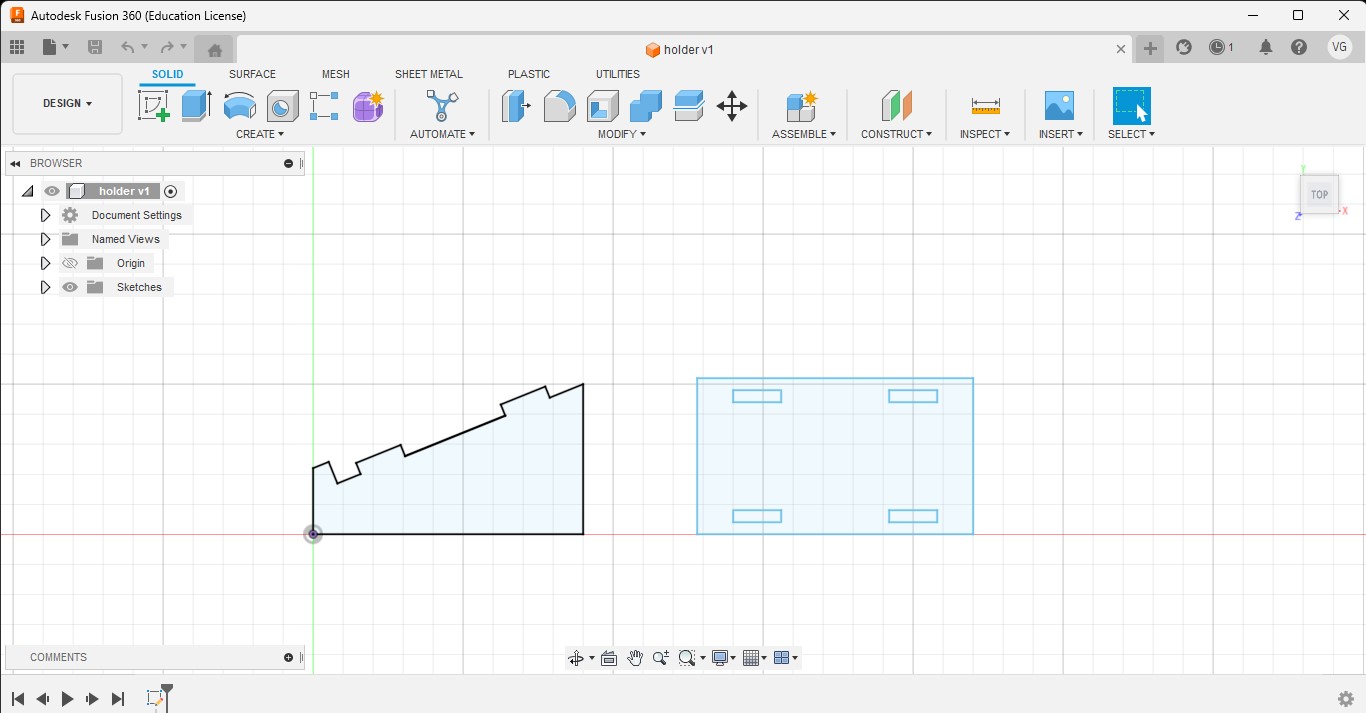 Autodesk Fusion 360 (Education License)
holder v1
1
VG
DESIGN
SOLID
SURFACE
MESH
SHEET METAL
PLASTIC
UTILITIES
CREATE
AUTOMATE
MODIFY
ASSEMBLE
CONSTRUCT
INSPECT
INSERT
SELECT
BROWSER
holder v1
Document Settings
Named Views
Origin
Sketches
Y
TOP
X
Z
COMMENTS